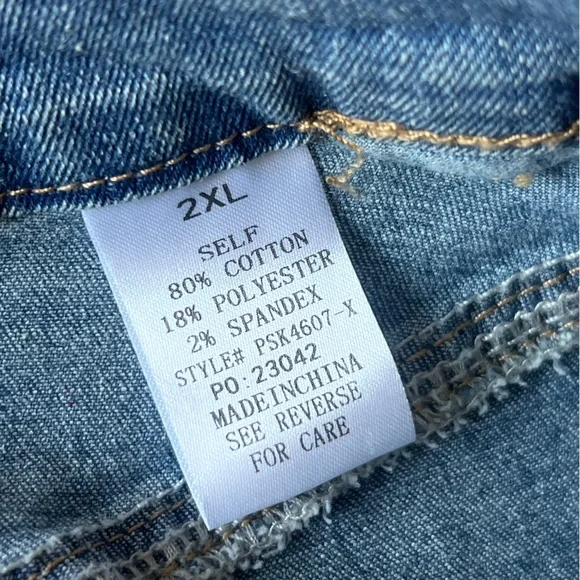 2XL
SELF
80% COTTON
18% POLYESTER
2% SPANDEX
STYLE# PSK4607-X
PO:23042
MADEINCHINA
SEE REVERSE
FOR CARE